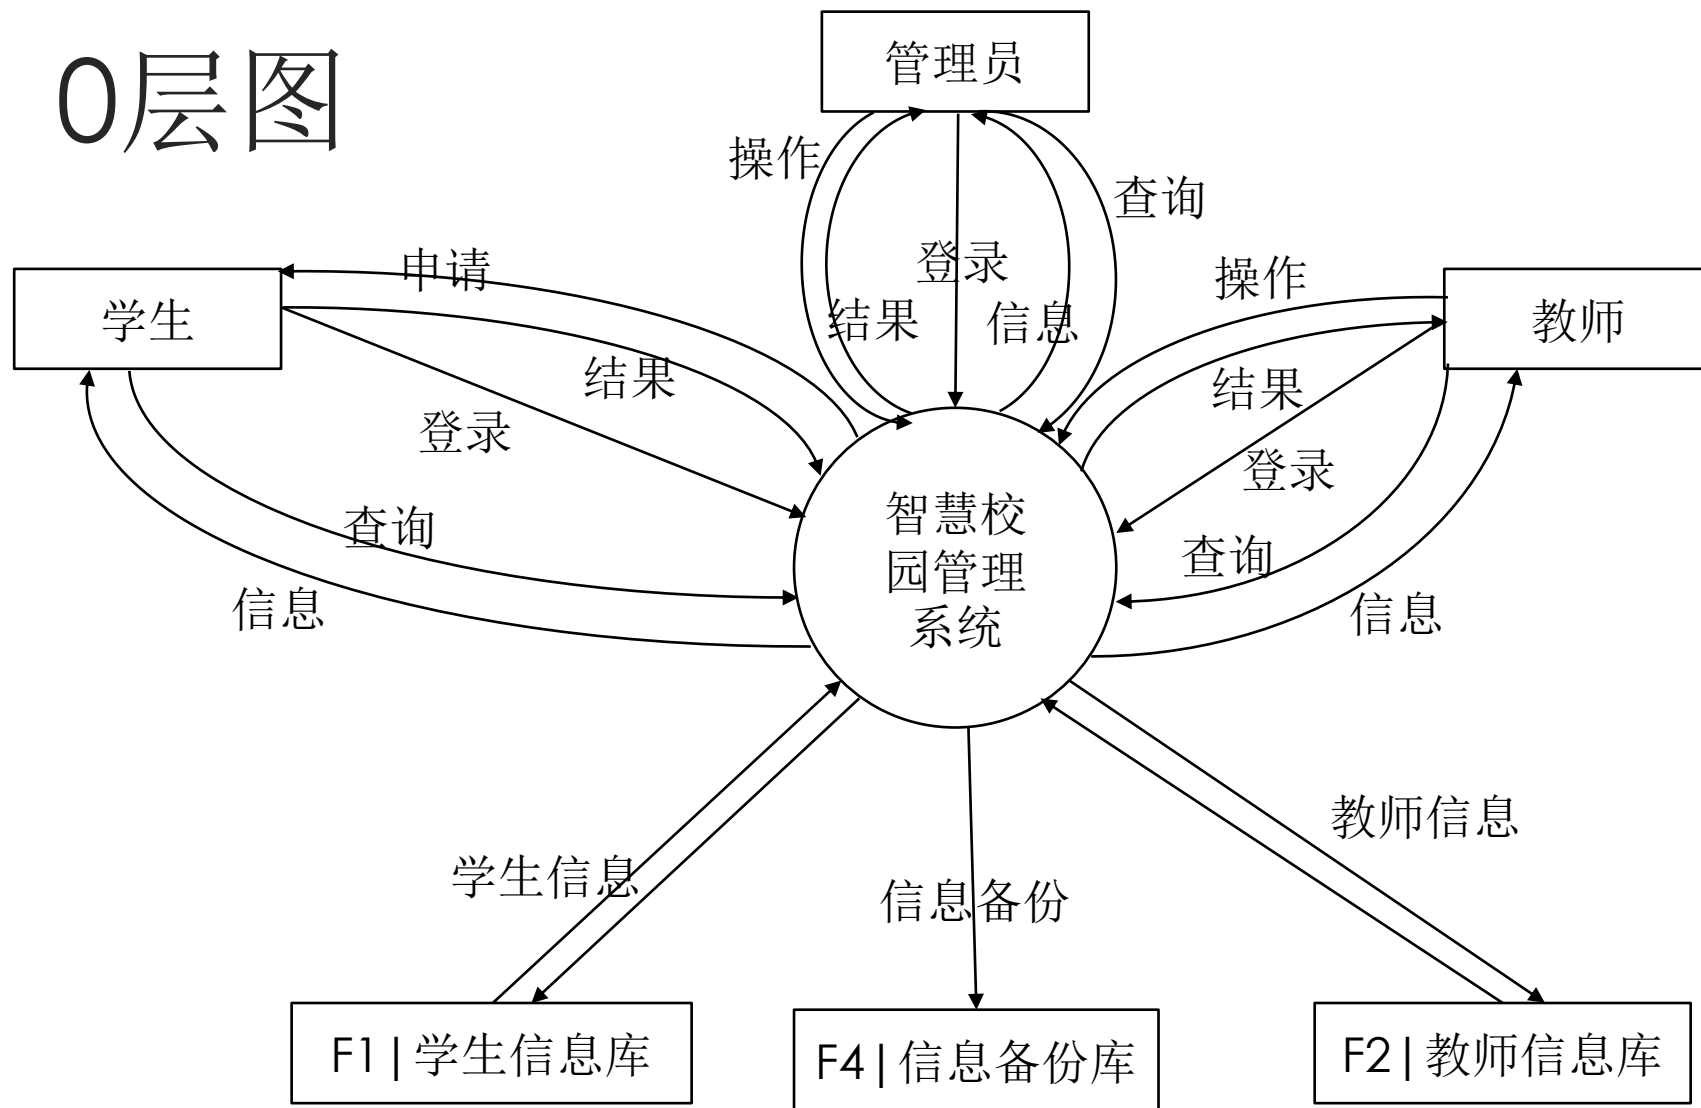 0层图
管理员
操作
查询
申请
登录
操作
学生
结果
信息
教师
结果
结果
登录
登录
查询
智慧校
园管理
系统
查询
信息
信息
学生信息
信息备份
教师信息
F1|学生信息库
F4|信息备份库
F2|教师信息库